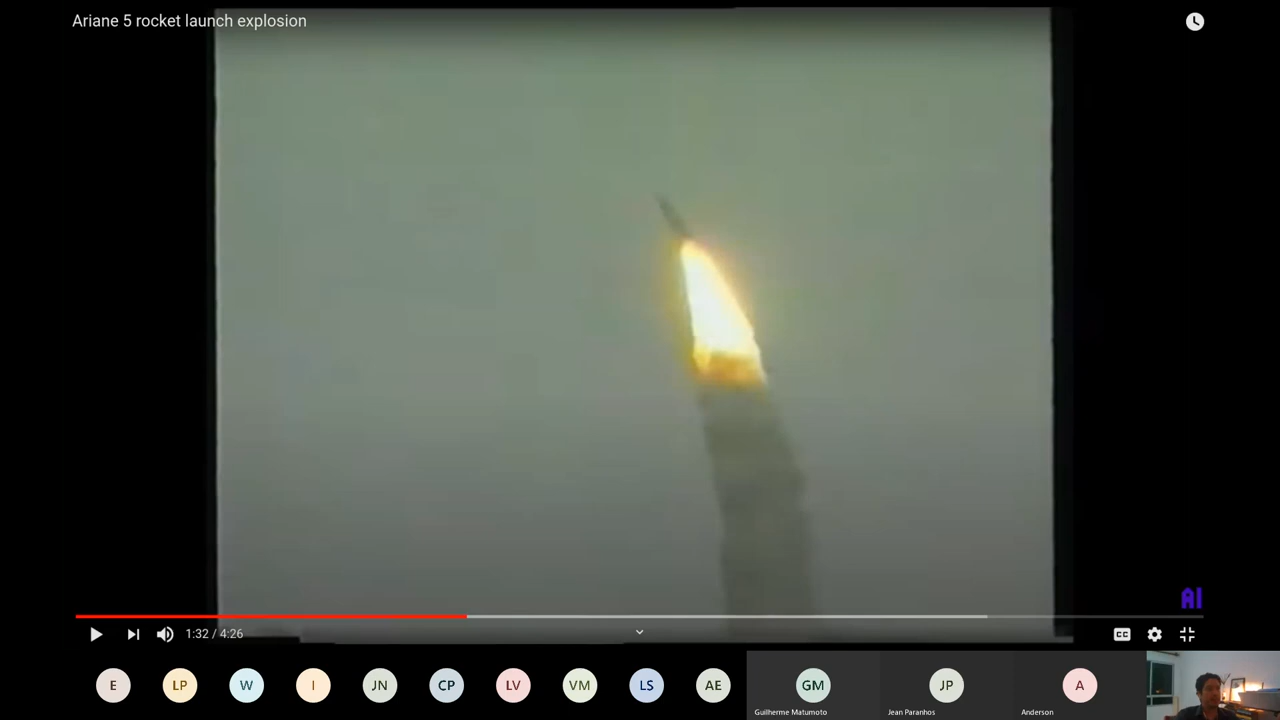 Ariane 5 rocket launch explosion
AI
1:32 / 4:26
CC
E
LP
W
I
JN
CP
LV
VM
LS
AE
GM
JP
A
Guilherme Matumoto
Jean Paranhos
Anderson